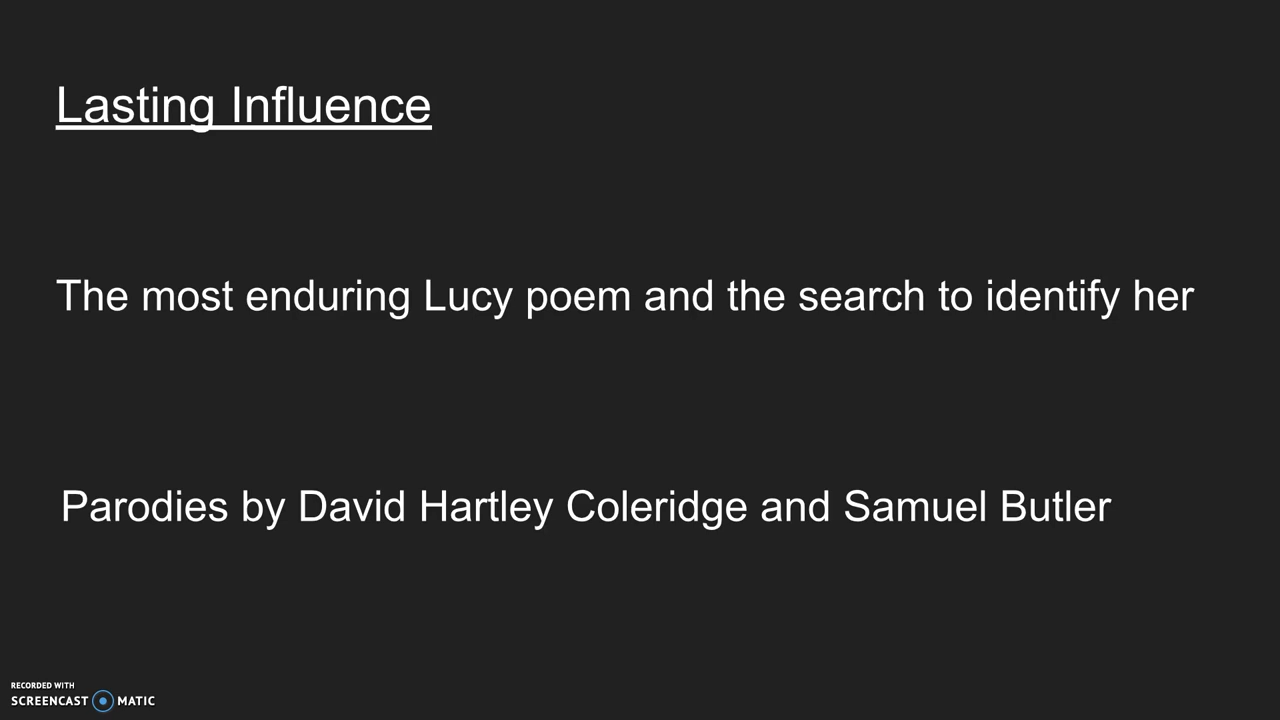 Lasting Influence
The most enduring Lucy poem and the search to identify her
Parodies by David Hartley Coleridge and Samuel Butler
RECORDED WITH
SCREENCAST MATIC